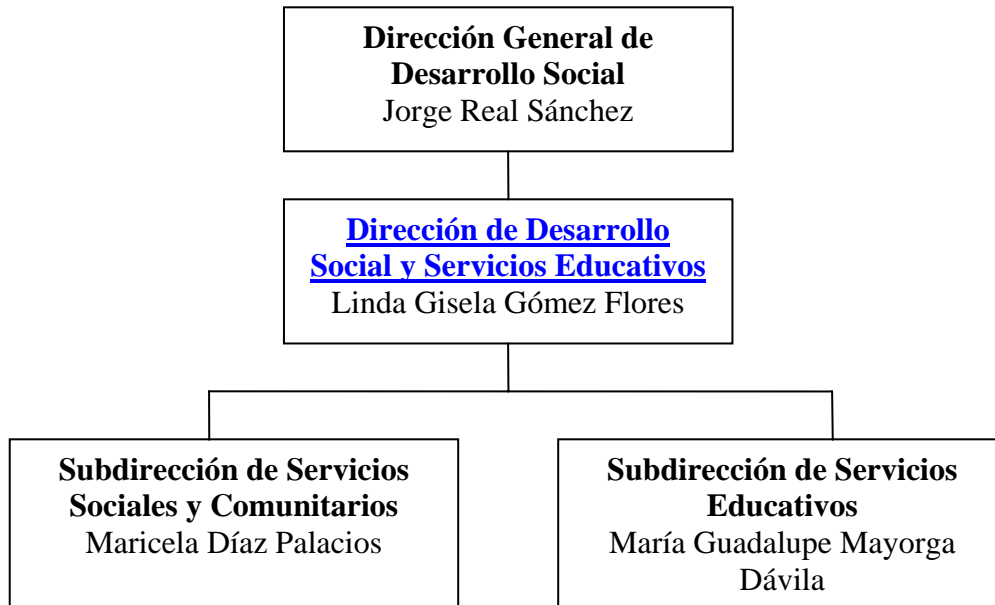 Dirección General de
Desarrollo Social
Jorge Real Sánchez
Dirección de Desarrollo
Social y Servicios Educativos
Linda Gisela Gómez Flores
Subdirección de Servicios
Sociales y Comunitarios
Maricela Díaz Palacios
Subdirección de Servicios
Educativos
María Guadalupe Mayorga
Dávila